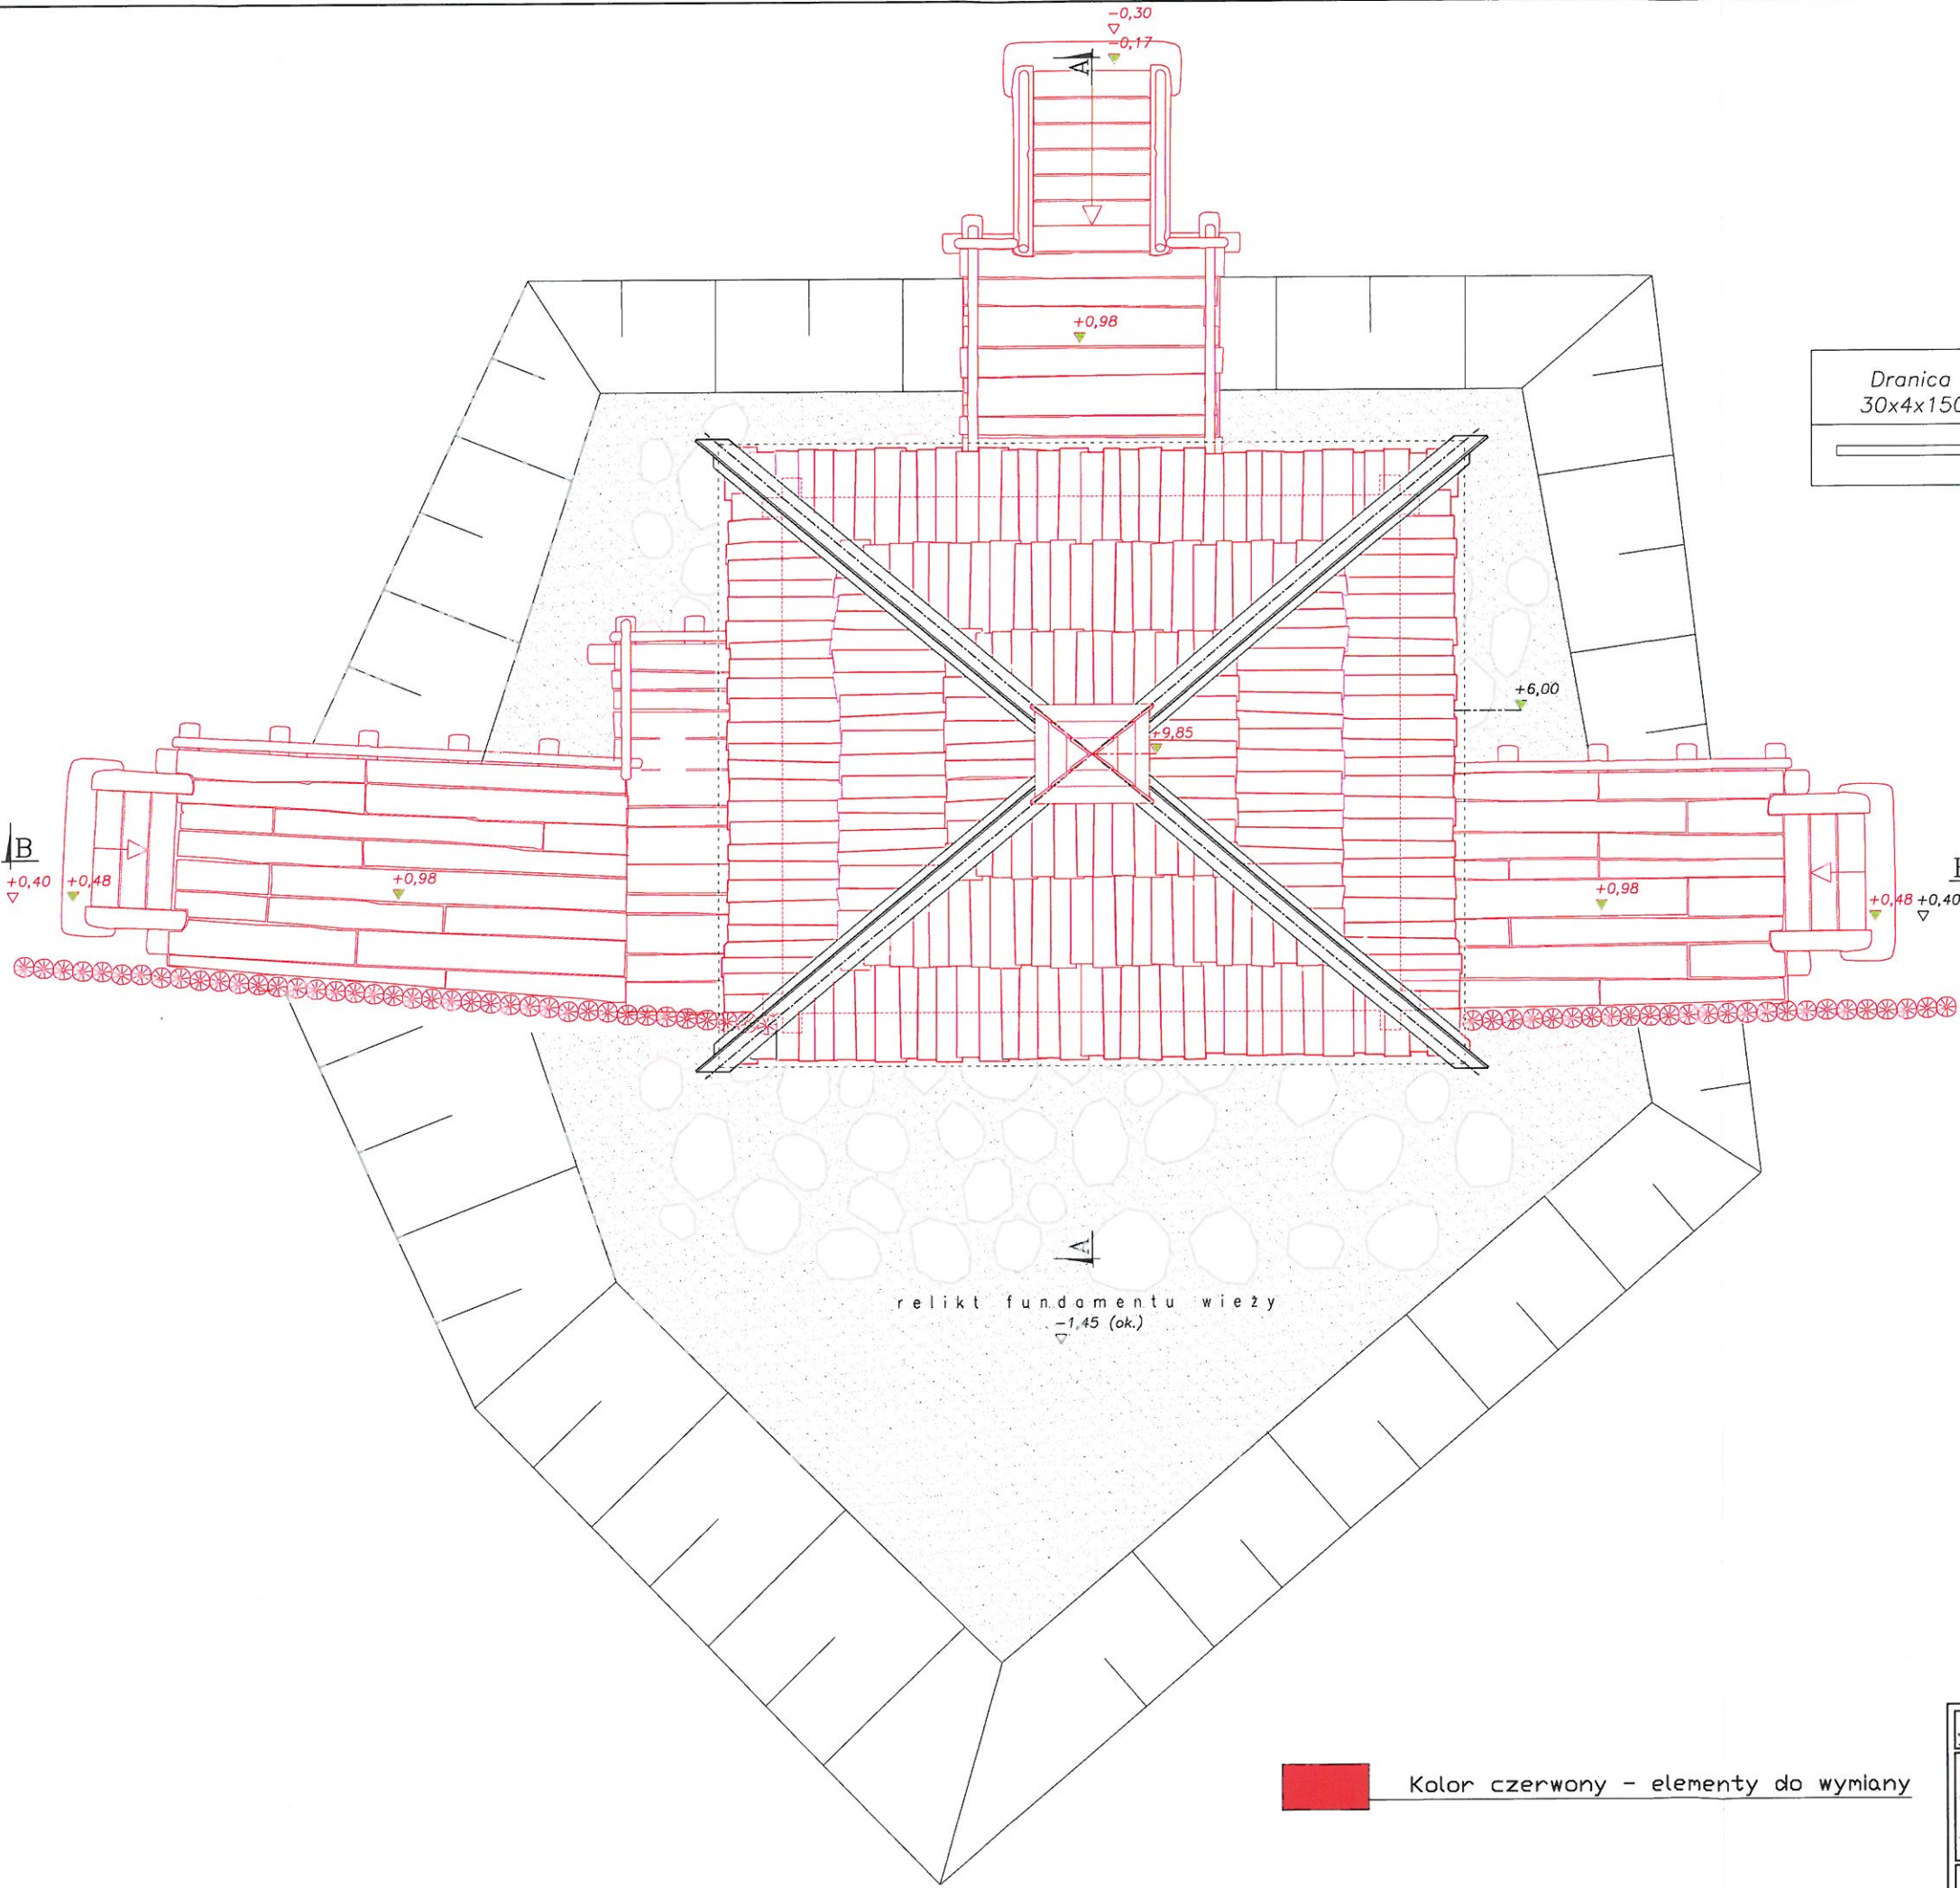 -0,30
-0,17
A
+0,98
Dranica
30x4x150
+6,00
+9,85
B
+0,40 +0,48
+0,98
+0,98
+0,48 +0,40
A
relikt fundamentu wieży
-1,45 (ok.)
Kolor czerwony - elementy do wymiany